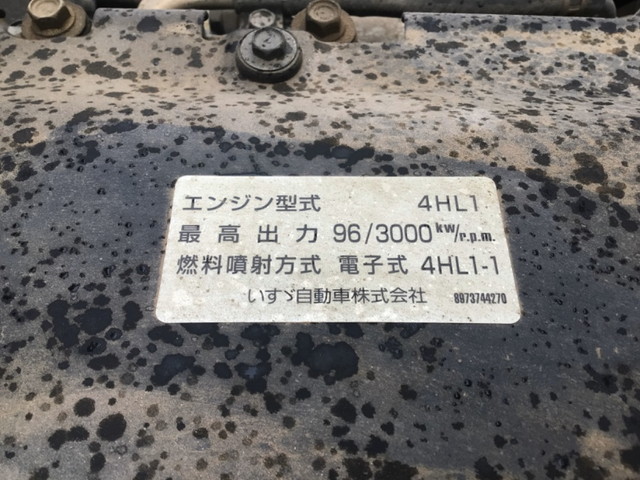 エンジン型式 4HL1
最高出力 96/3000 kw/r.p.m.
燃料噴射方式 電子式 4HL1-1
いすゞ自動車株式会社 8973744270